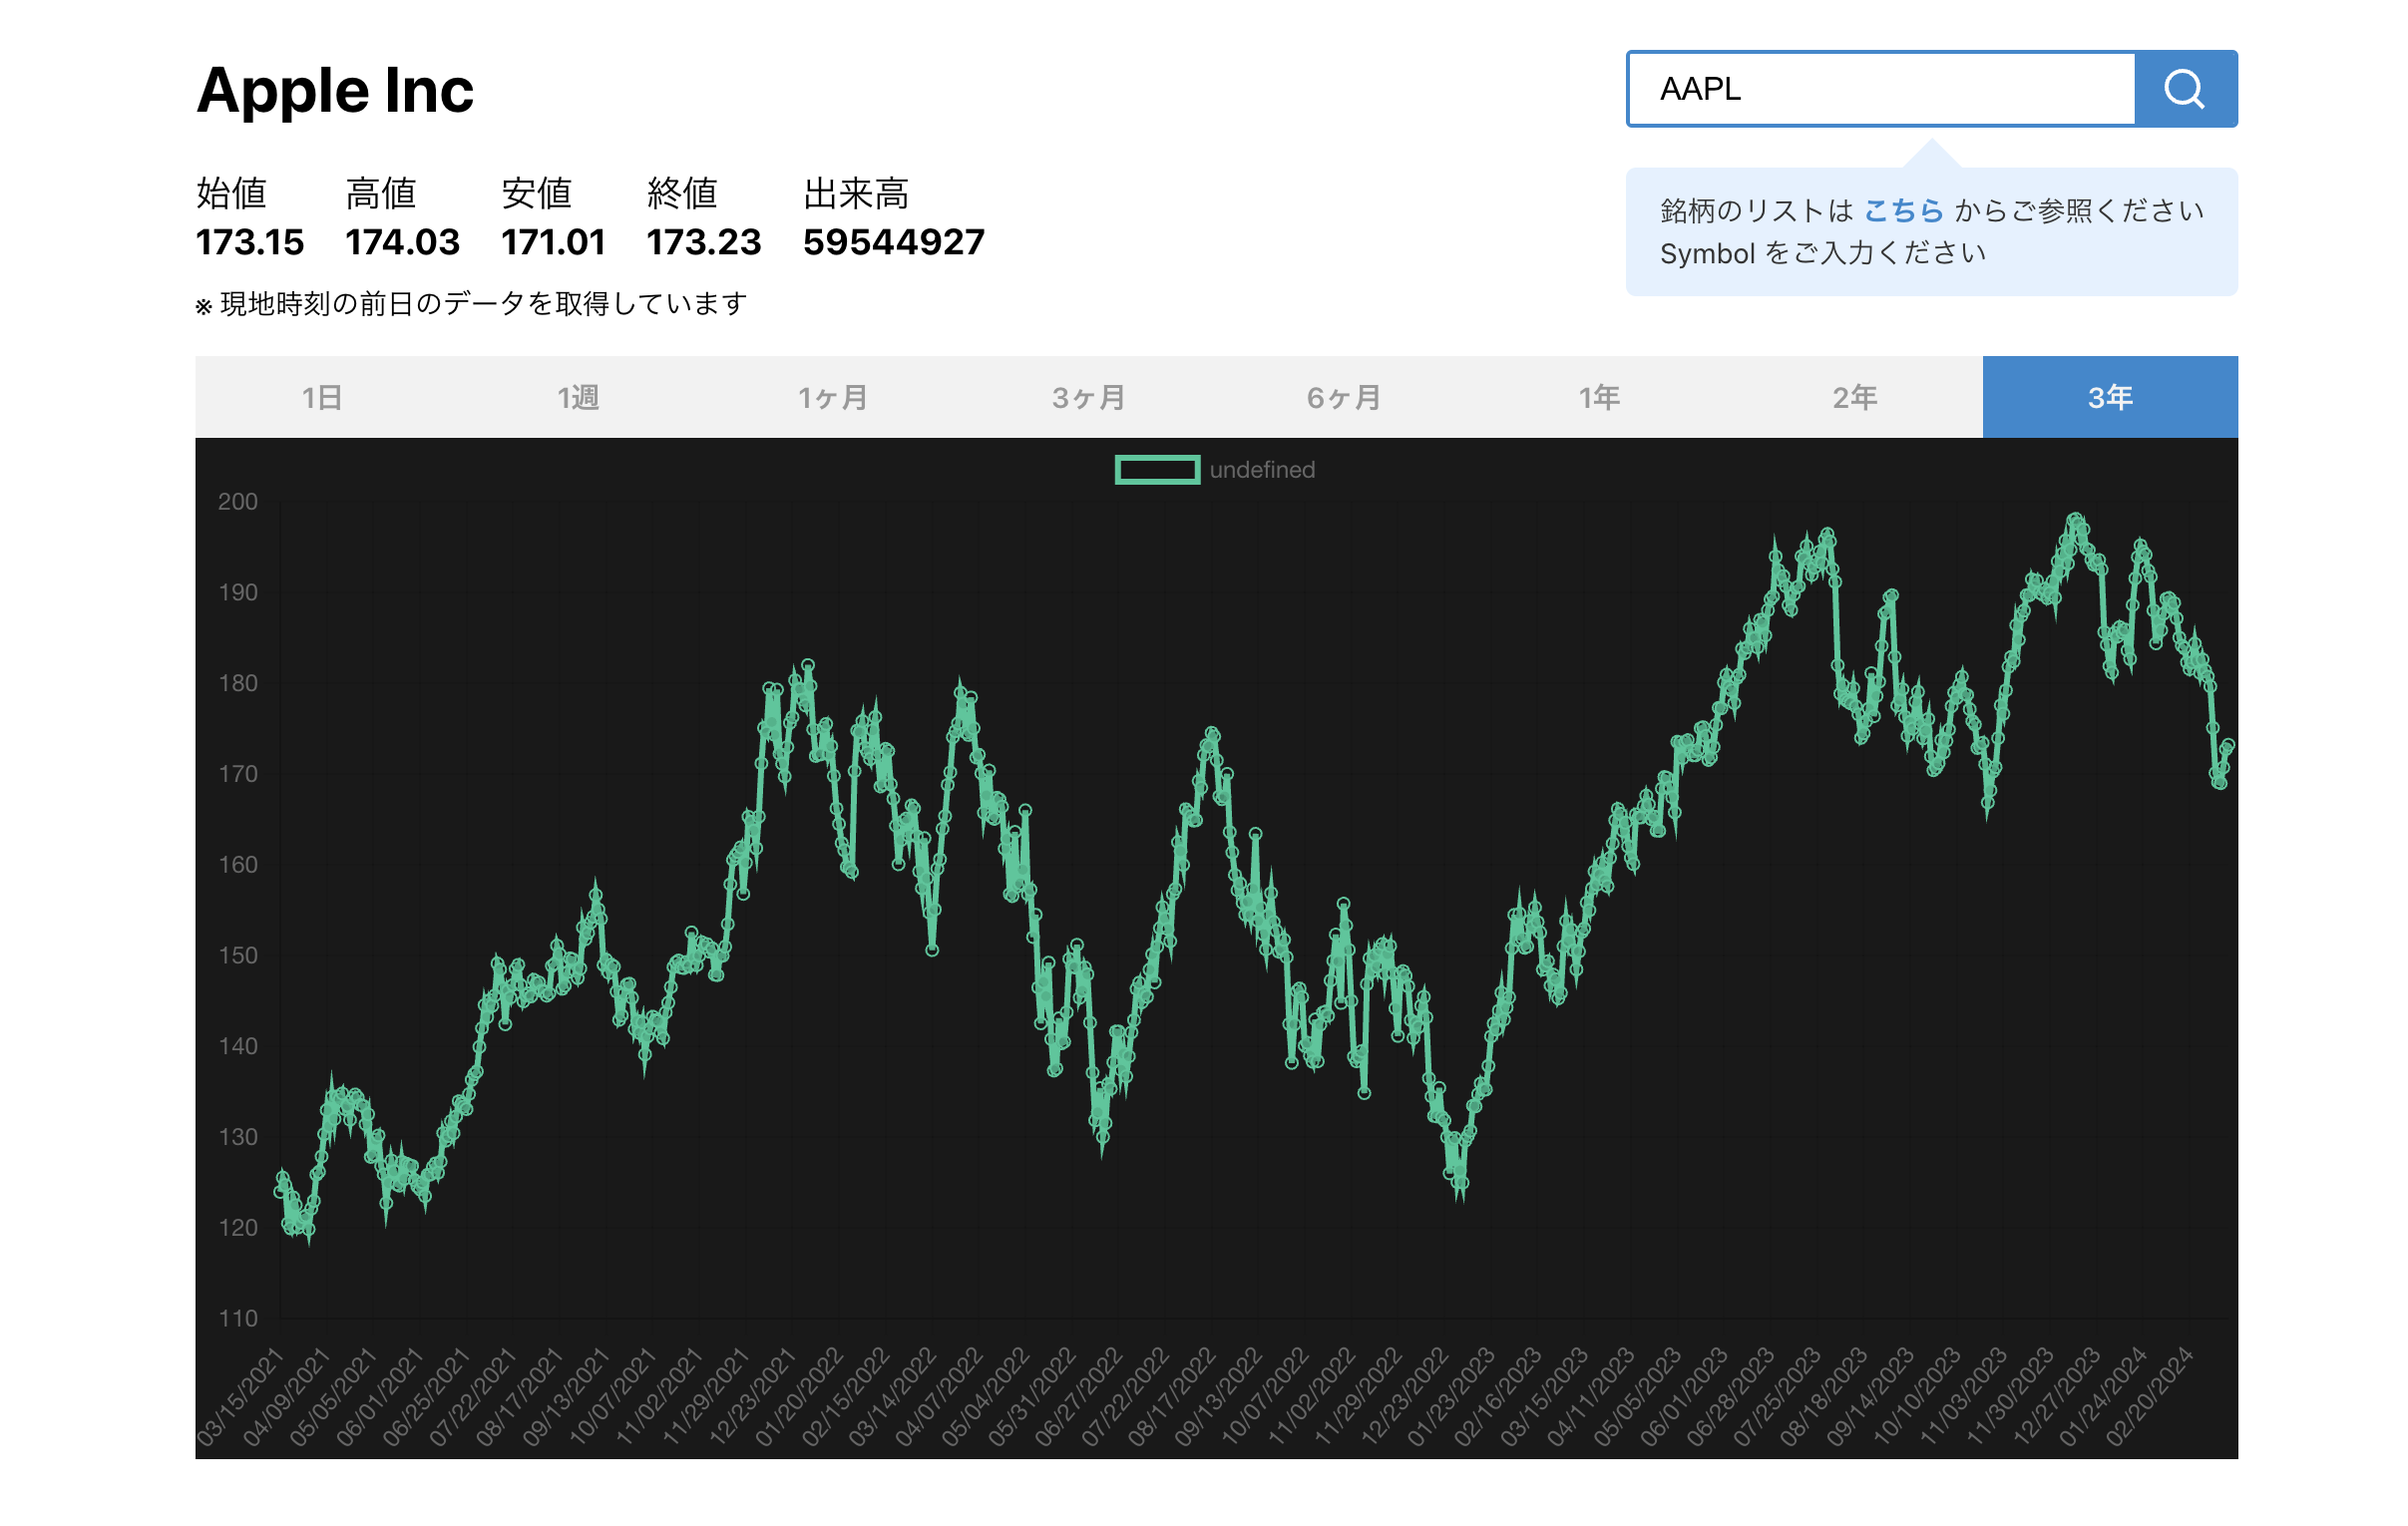 Apple Inc
AAPL
始値 高値 安値 終値 出来高
173.15 174.03 171.01 173.23 59544927
※ 現地時刻の前日のデータを取得しています
銘柄のリストは こちら からご参照ください
Symbol をご入力ください
1日 1週 1ヶ月 3ヶ月 6ヶ月 1年 2年 3年
undefined
200
190
180
170
160
150
140
130
120
110
03/15/2021 04/09/2021 05/05/2021 06/01/2021 06/25/2021 07/22/2021 08/17/2021 09/13/2021 10/07/2021 11/02/2021 11/29/2021 12/23/2021 01/20/2022 02/15/2022 03/14/2022 04/07/2022 05/04/2022 05/31/2022 06/27/2022 07/22/2022 08/17/2022 09/13/2022 10/07/2022 11/02/2022 11/29/2022 12/23/2022 01/23/2023 02/16/2023 03/15/2023 04/11/2023 05/05/2023 06/01/2023 06/28/2023 07/25/2023 08/18/2023 09/14/2023 10/10/2023 11/03/2023 11/30/2023 12/27/2023 01/24/2024 02/20/2024